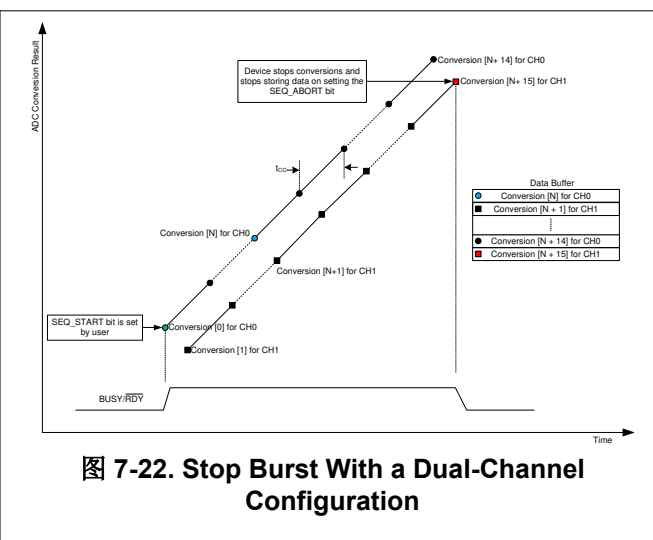 ADC Conversion Result
Conversion [N+ 14] for CH0
Device stops conversions and
stops storing data on setting the
SEQ_ABORT bit
Conversion [N+ 15] for CH1
tCC
Data Buffer
Conversion [N] for CH0
Conversion [N + 1] for CH1
Conversion [N + 14] for CH0
Conversion [N + 15] for CH1
Conversion [N] for CH0
Conversion [N+1] for CH1
SEQ_START bit is set
by user
Conversion [0] for CH0
Conversion [1] for CH1
BUSY/RDY
Time
图 7-22. Stop Burst With a Dual-Channel
Configuration